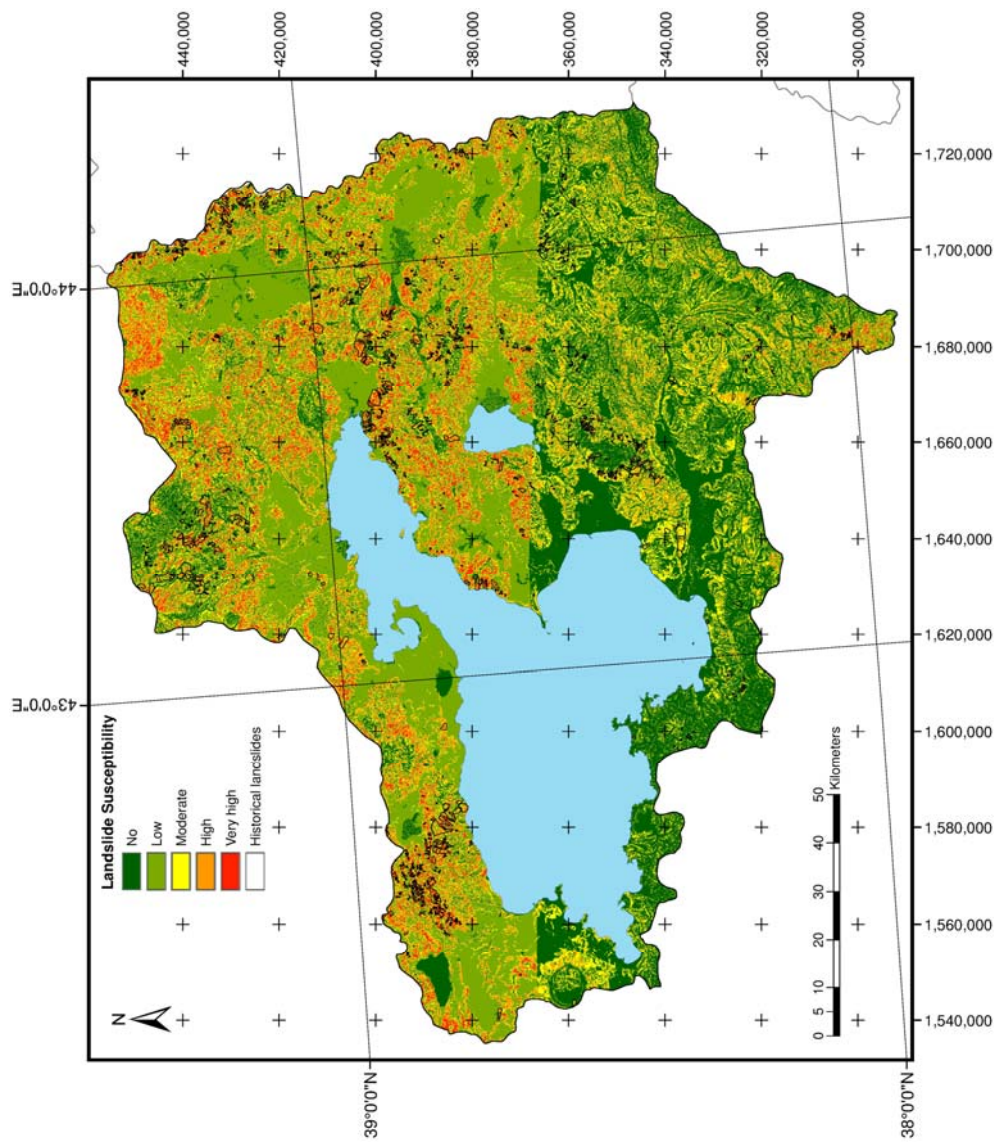 44°0'0"E
43°0'0"E
440,000
420,000
400,000
380,000
360,000
340,000
320,000
300,000
Landslide Susceptibility
No
Low
Moderate
High
Very high
Historical lancslides
N
39°0'0"N
38°0'0"N
0 5 10 20 30 40 50
Kilometers
1,540,000
1,560,000
1,580,000
1,600,000
1,620,000
1,640,000
1,660,000
1,680,000
1,700,000
1,720,000